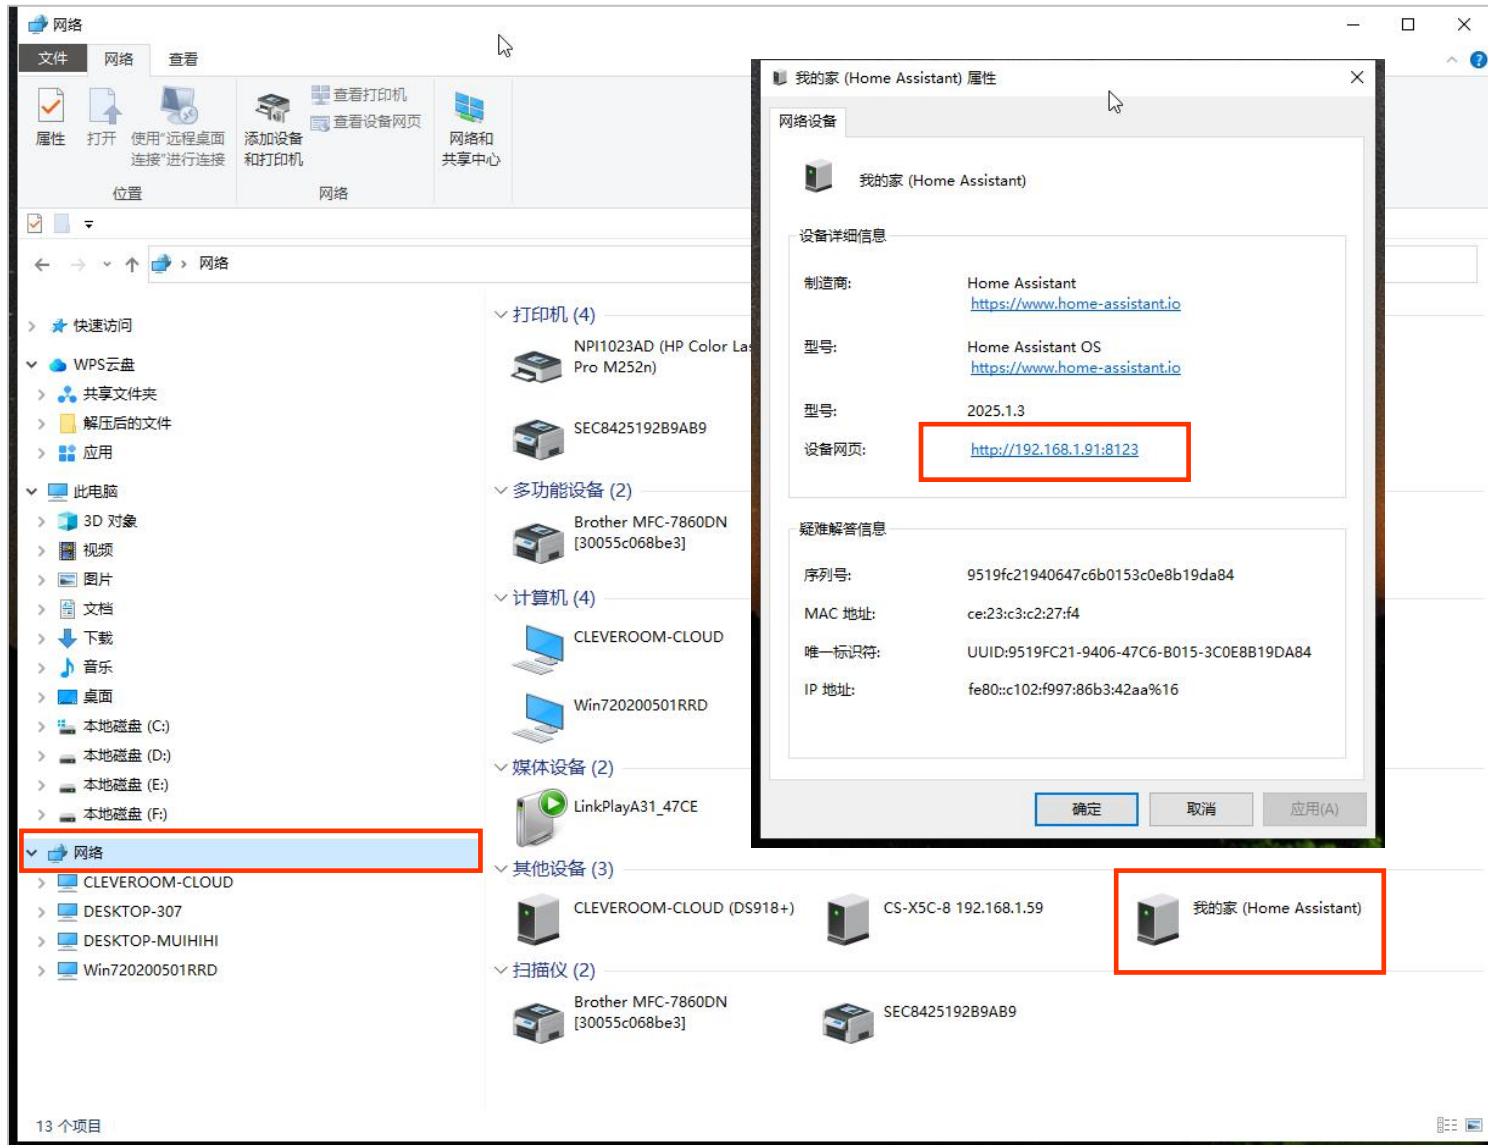 网络
文件
网络
查看
属性
打开
使用"远程桌面
连接"进行连接
位置
添加设备
和打印机
查看打印机
查看设备网页
网络
网络和
共享中心
网络
快速访问
WPS云盘
共享文件夹
解压后的文件
应用
此电脑
3D 对象
视频
图片
文档
下载
音乐
桌面
本地磁盘 (C:)
本地磁盘 (D:)
本地磁盘 (E:)
本地磁盘 (F:)
网络
CLEVEROOM-CLOUD
DESKTOP-307
DESKTOP-MUIHIHI
Win720200501RRD
打印机 (4)
NPI1023AD (HP Color La
Pro M252n)
SEC8425192B9AB9
多功能设备 (2)
Brother MFC-7860DN
[30055c068be3]
计算机 (4)
CLEVEROOM-CLOUD
Win720200501RRD
媒体设备 (2)
LinkPlayA31_47CE
其他设备 (3)
CLEVEROOM-CLOUD (DS918+)
CS-X5C-8 192.168.1.59
我的家 (Home Assistant)
扫描仪 (2)
Brother MFC-7860DN
[30055c068be3]
SEC8425192B9AB9
13 个项目
我的家 (Home Assistant) 属性
网络设备
我的家 (Home Assistant)
设备详细信息
制造商: Home Assistant
https://www.home-assistant.io
型号: Home Assistant OS
https://www.home-assistant.io
型号: 2025.1.3
设备网页: http://192.168.1.91:8123
疑难解答信息
序列号: 9519fc21940647c6b0153c0e8b19da84
MAC 地址: ce:23:c3:c2:27:f4
唯一标识符: UUID:9519FC21-9406-47C6-B015-3C0E8B19DA84
IP 地址: fe80::c102:f997:86b3:42aa%16
确定
取消
应用(A)